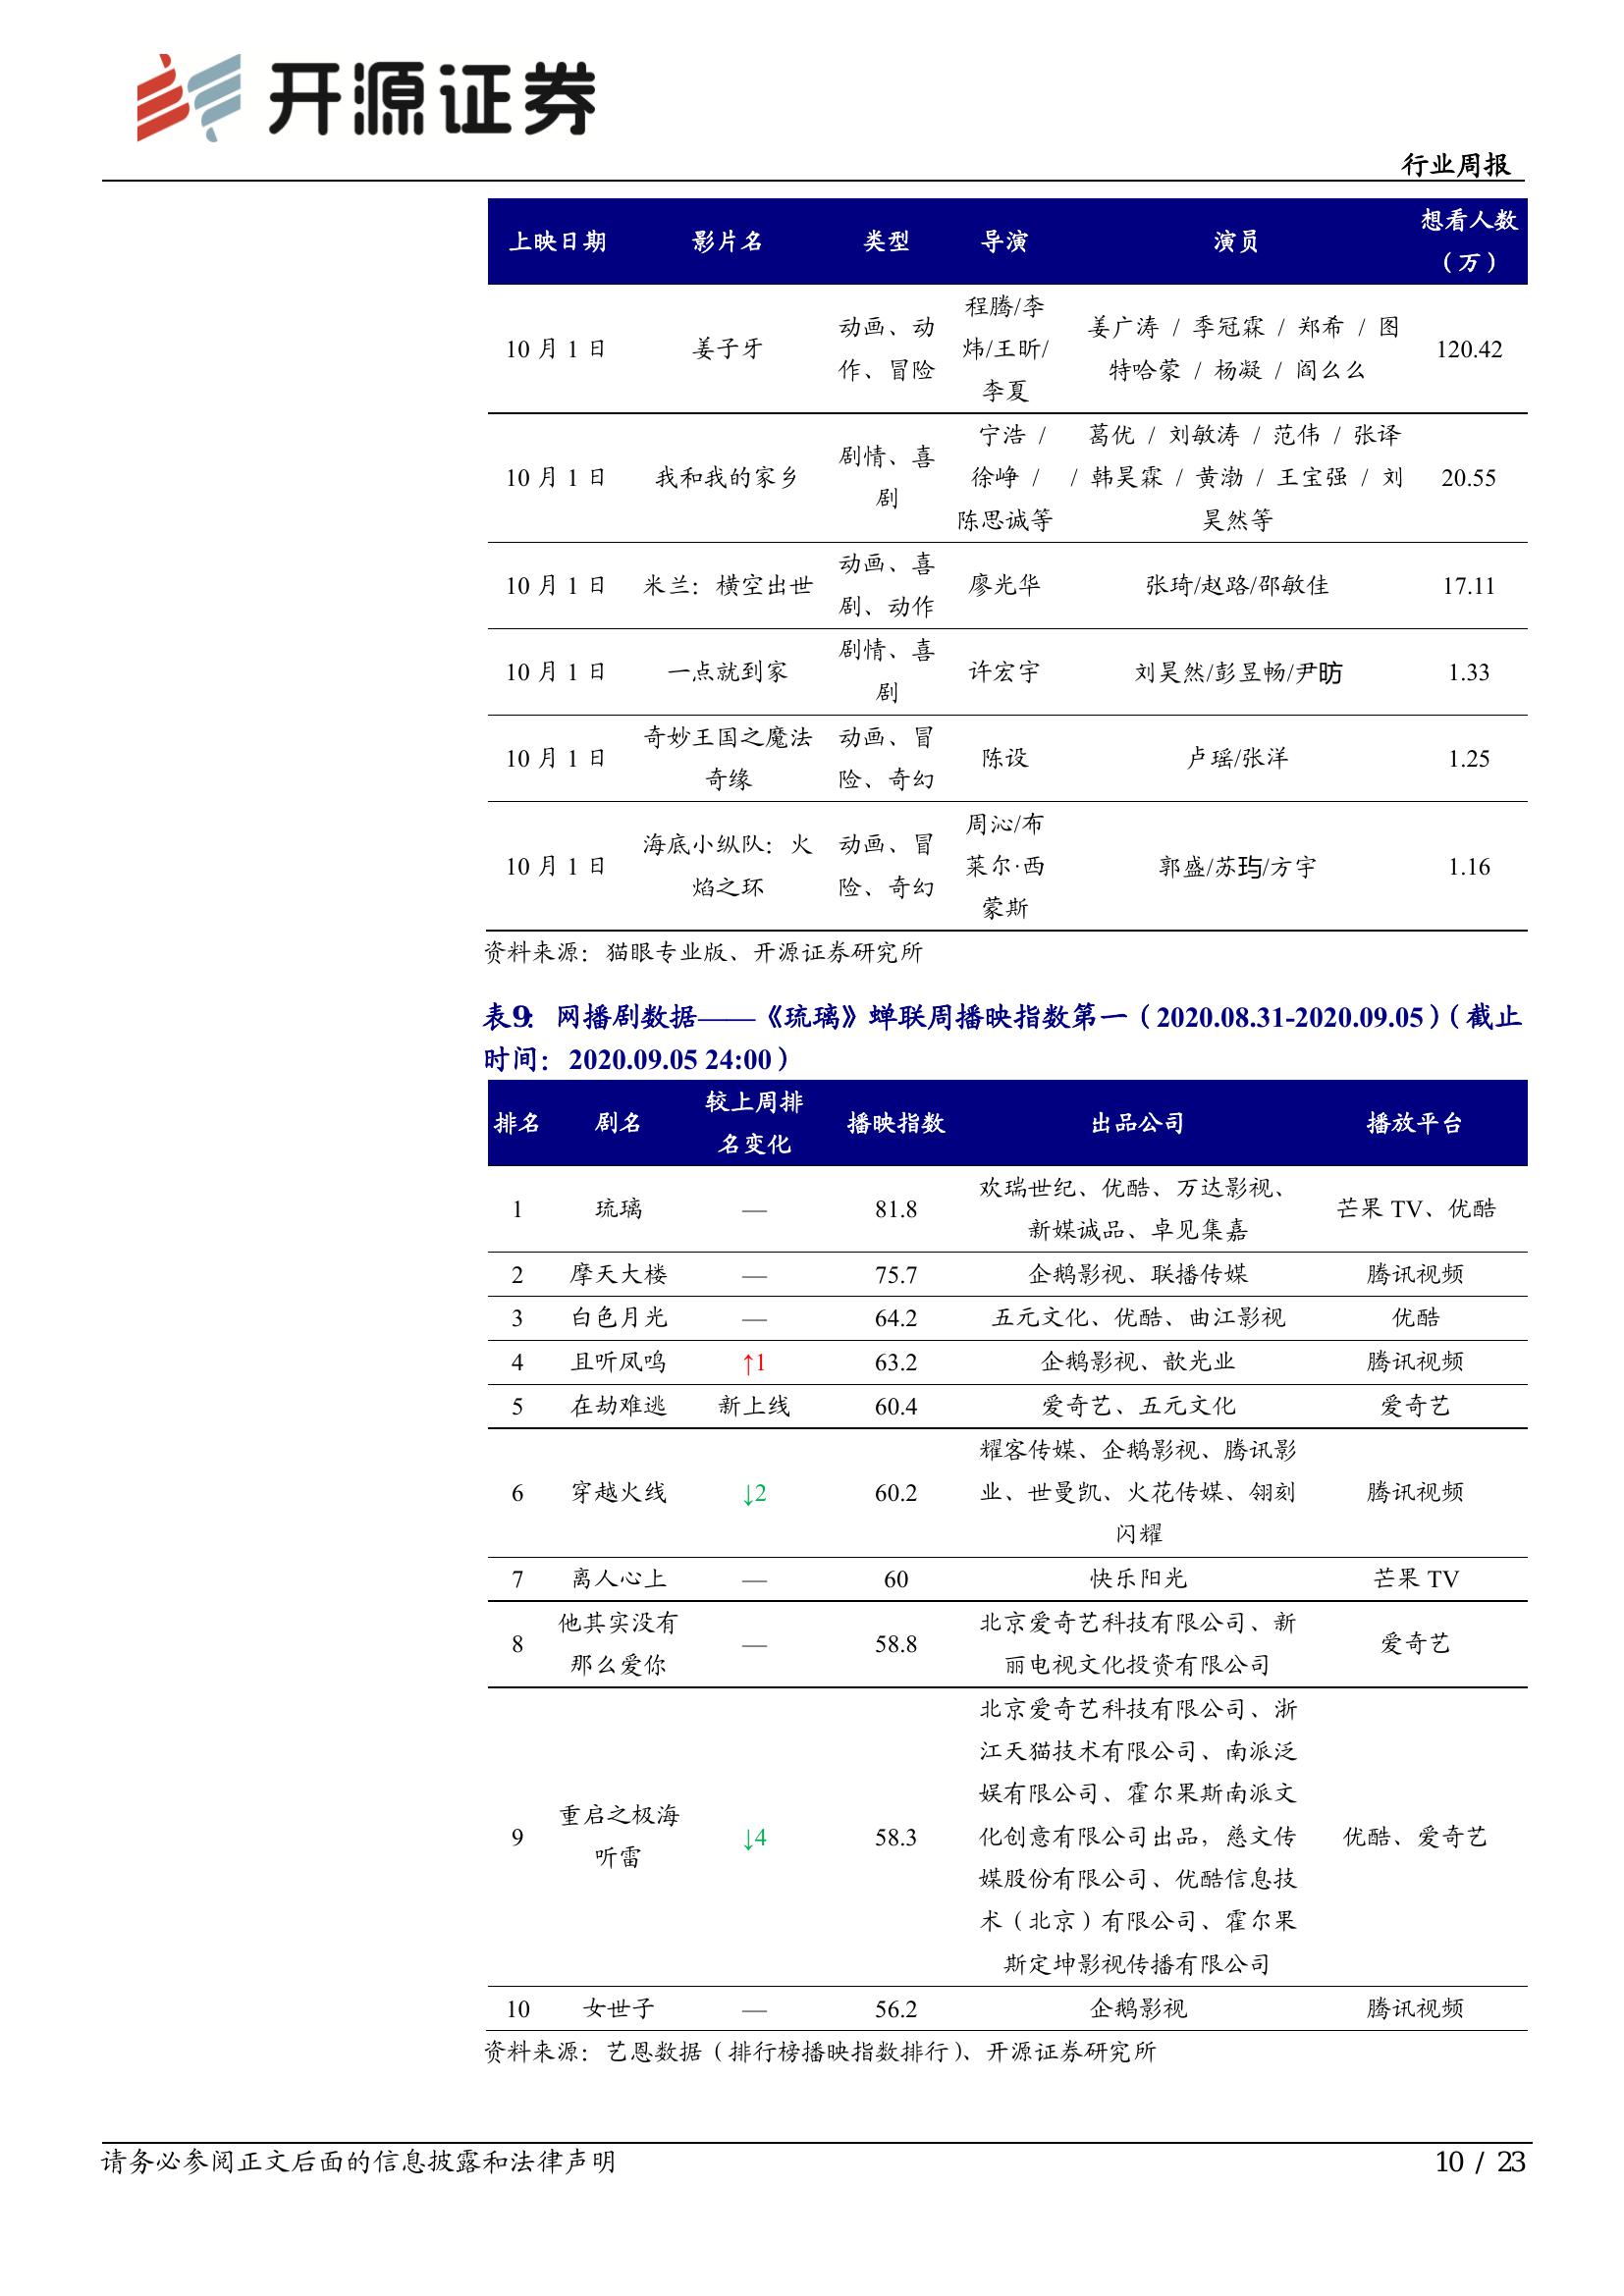 开源证券
行业周报
上映日期 影片名 类型 导演 演员 想看人数
（万）
10 月 1 日 姜子牙 动画、动
作、冒险 程腾/李
炜/王昕/
李夏 姜广涛 / 季冠霖 / 郑希 / 图
特哈蒙 / 杨凝 / 阎么么 120.42
10 月 1 日 我和我的家乡 剧情、喜
剧 宁浩 /
徐峥 /
陈思诚等 葛优 / 刘敏涛 / 范伟 / 张译
/ 韩昊霖 / 黄渤 / 王宝强 / 刘
昊然等 20.55
10 月 1 日 木兰：横空出世 动画、喜
剧、动作 廖光华 张琦/赵路/邵敏佳 17.11
10 月 1 日 一点就到家 剧情、喜
剧 许宏宇 刘昊然/彭昱畅/尹昉 1.33
10 月 1 日 奇妙王国之魔法
奇缘 动画、冒
险、奇幻 陈设 卢瑶/张洋 1.25
10 月 1 日 海底小纵队：火
焰之环 动画、冒
险、奇幻 周沁/布
莱尔·西
蒙斯 郭盛/苏玙/方宇 1.16
资料来源：猫眼专业版、开源证券研究所
表9： 网播剧数据——《琉璃》蝉联周播映指数第一（2020.08.31-2020.09.05）（截止
时间：2020.09.05 24:00）
排名 剧名 较上周排
名变化 播映指数 出品公司 播放平台
1 琉璃 — 81.8 欢瑞世纪、优酷、万达影视、
新媒诚品、卓见集嘉 芒果 TV、优酷
2 摩天大楼 — 75.7 企鹅影视、联播传媒 腾讯视频
3 白色月光 — 64.2 五元文化、优酷、曲江影视 优酷
4 且听凤鸣 ↑1 63.2 企鹅影视、歆光业 腾讯视频
5 在劫难逃 新上线 60.4 爱奇艺、五元文化 爱奇艺
6 穿越火线 ↓2 60.2 耀客传媒、企鹅影视、腾讯影
业、世曼凯、火花传媒、翎刻
闪耀 腾讯视频
7 离人心上 — 60 快乐阳光 芒果 TV
8 他其实没有
那么爱你 — 58.8 北京爱奇艺科技有限公司、新
丽电视文化投资有限公司 爱奇艺
9 重启之极海
听雷 ↓4 58.3 北京爱奇艺科技有限公司、浙
江天猫技术有限公司、南派泛
娱有限公司、霍尔果斯南派文
化创意有限公司出品，慈文传
媒股份有限公司、优酷信息技
术（北京）有限公司、霍尔果
斯定坤影视传播有限公司 优酷、爱奇艺
10 女世子 — 56.2 企鹅影视 腾讯视频
资料来源：艺恩数据（排行榜播映指数排行）、开源证券研究所
请务必参阅正文后面的信息披露和法律声明
10 / 23